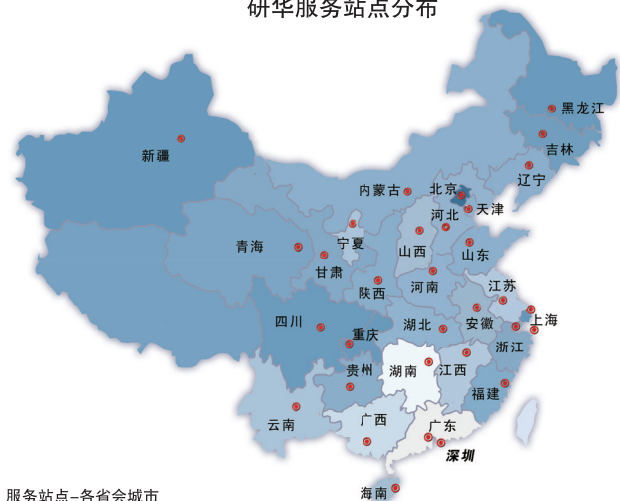 研华服务站点分布
黑龙江
吉林
新疆
辽宁
内蒙古
北京
天津
河北
宁夏
青海
山西
山东
甘肃
陕西
河南
江苏
四川
重庆
湖北
安徽
上海
浙江
贵州
湖南
江西
福建
云南
广西
广东
深圳
海南
服务站点-各省会城市